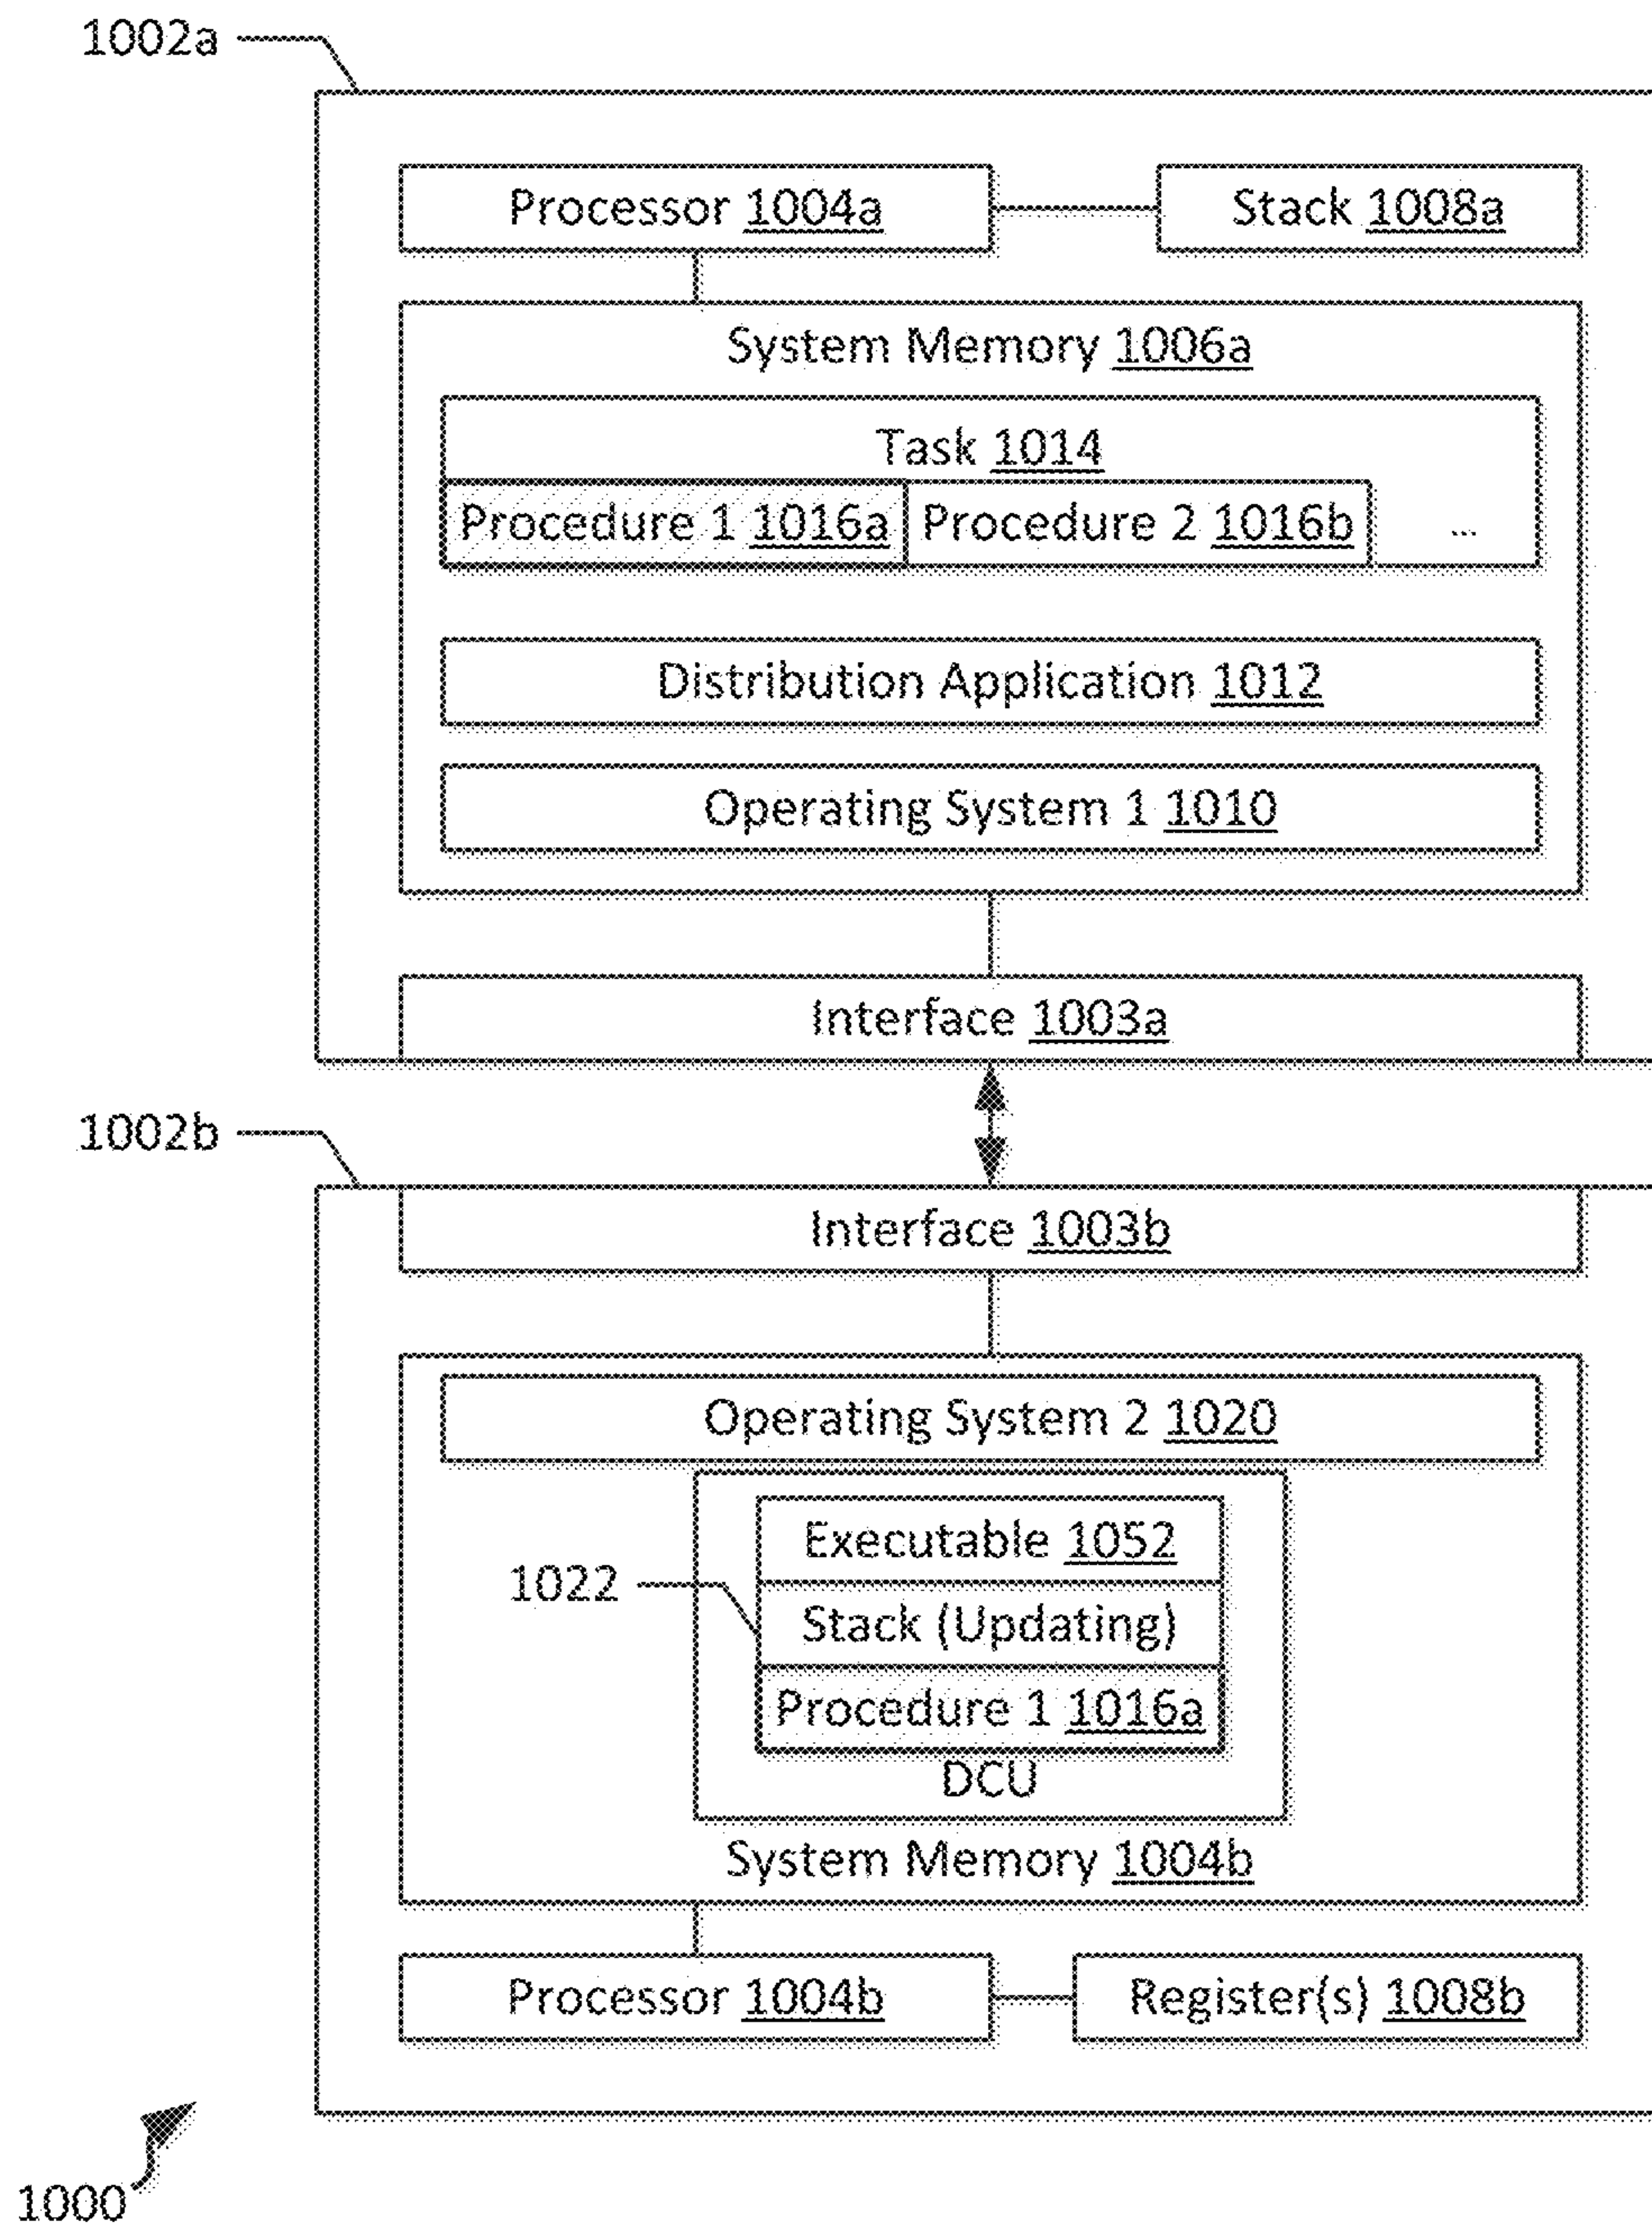 1002a
Processor 1004a
Stack 1008a
System Memory 1006a
Task 1014
Procedure 1 1016a
Procedure 2 1016b
...
Distribution Application 1012
Operating System 1 1010
Interface 1003a
1002b
Interface 1003b
Operating System 2 1020
Executable 1052
1022
Stack (Updating)
Procedure 1 1016a
DCU
System Memory 1004b
Processor 1004b
Register(s) 1008b
1000